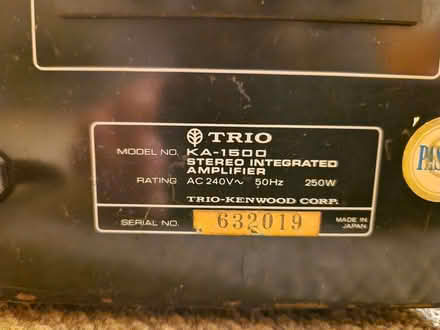 TRIO
MODEL NO. KA-1500
STEREO INTEGRATED
AMPLIFIER
RATING AC 240V~ 50Hz 250W
TRIO-KENWOOD CORP.
SERIAL NO. 632019 MADE IN
JAPAN